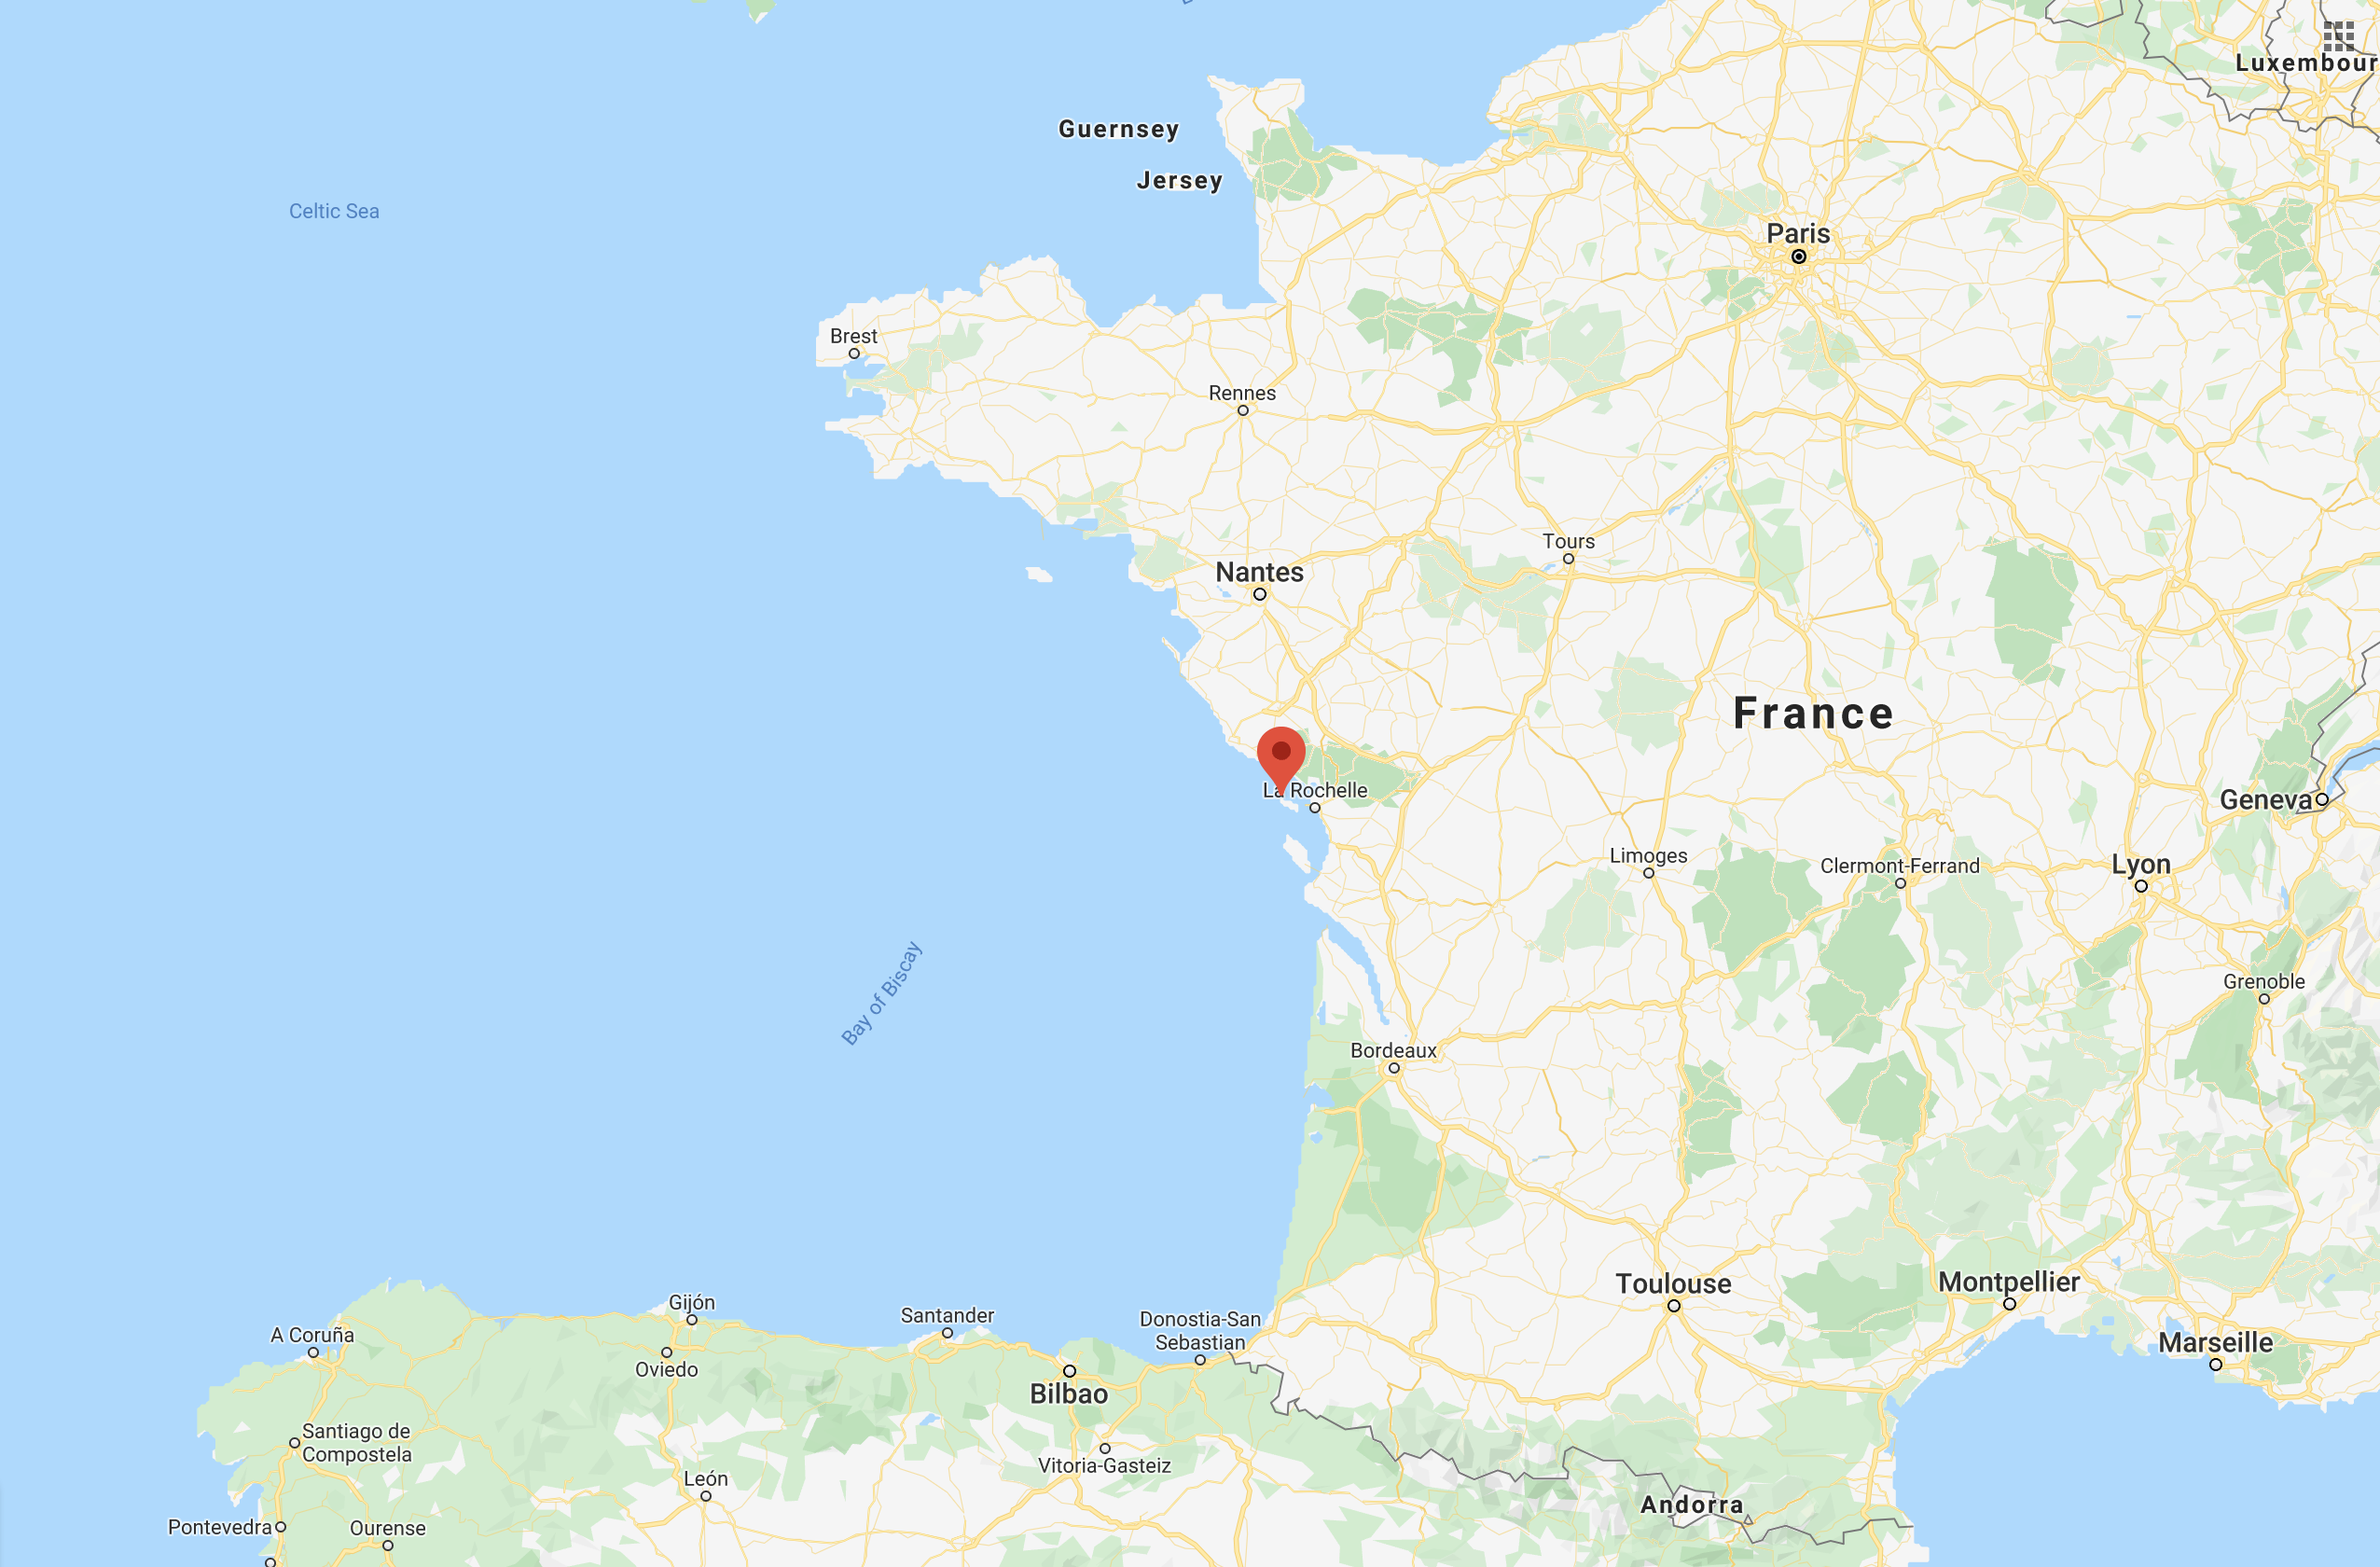 Luxembour
Guernsey
Jersey
Celtic Sea
Paris
Brest
Rennes
Tours
Nantes
France
La Rochelle
Geneva
Limoges
Clermont-Ferrand
Lyon
Bay of Biscay
Grenoble
Bordeaux
Toulouse
Montpellier
Gijón
Santander
Donostia-San
Sebastian
A Coruña
Marseille
Oviedo
Bilbao
Santiago de
Compostela
Vitoria-Gasteiz
León
Andorra
Pontevedra
Ourense